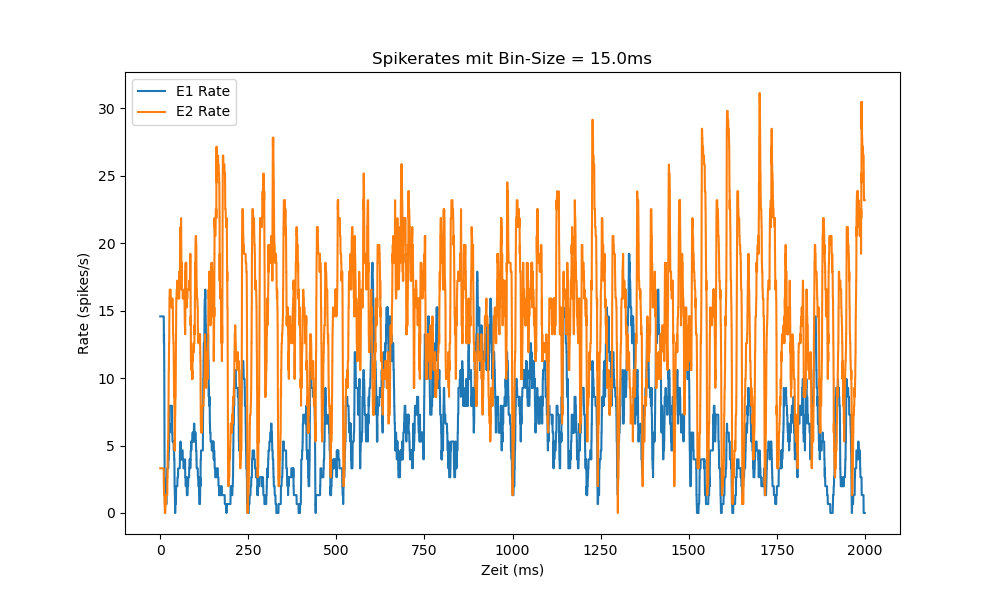 Spikerates mit Bin-Size = 15.0ms
E1 Rate
E2 Rate
Rate (spikes/s)
30
25
20
15
10
5
0
0 250 500 750 1000 1250 1500 1750 2000
Zeit (ms)